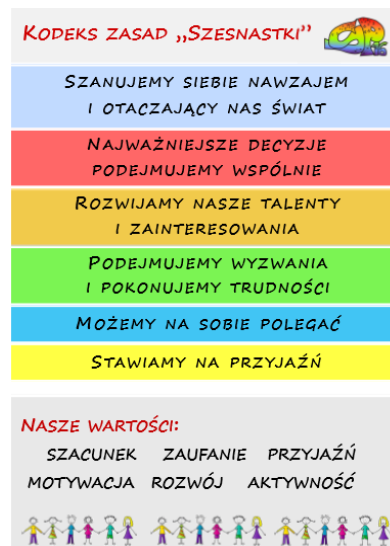 Kodeks zasad „Szesnastki”
Szanujemy siebie nawzajem
i otaczający nas świat
Najważniejsze decyzje
podejmujemy wspólnie
Rozwijamy nasze talenty
i zainteresowania
Podejmujemy wyzwania
i pokonujemy trudności
Możemy na sobie polegać
Stawiamy na przyjaźń
Nasze wartości:
szacunek zaufanie przyjaźń
motywacja rozwój aktywność